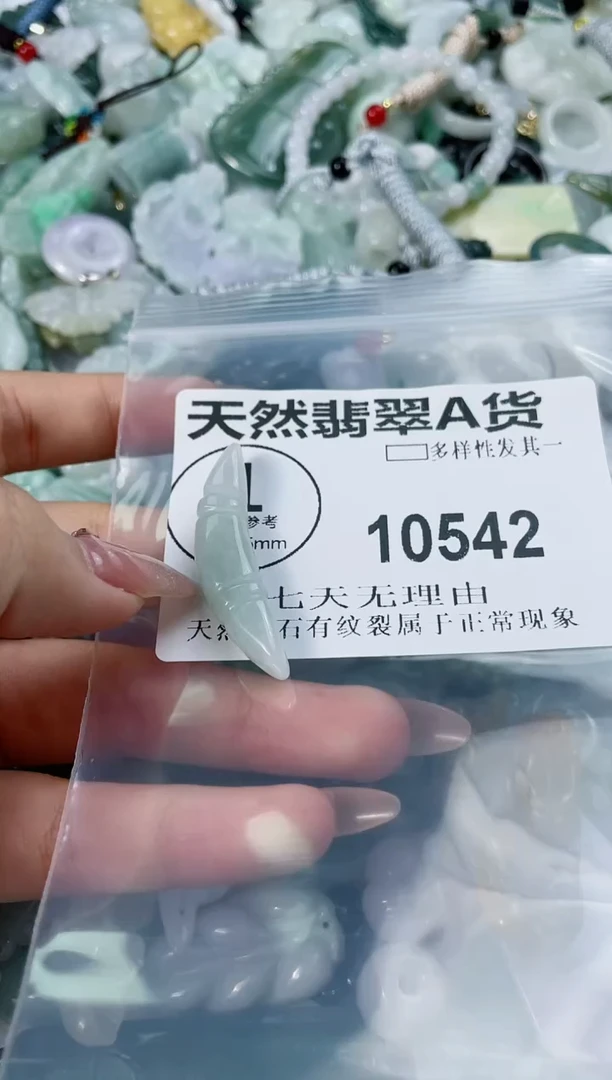 天然翡翠A货
多样性发其一
L
参考
10542
mm
七天无理由
天然 石有纹裂属于正常现象